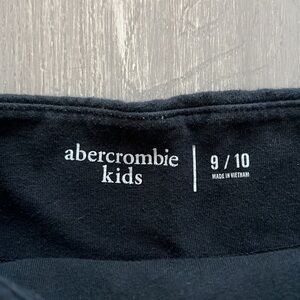 abercrombie
kids
9 / 10
MADE IN VIETNAM